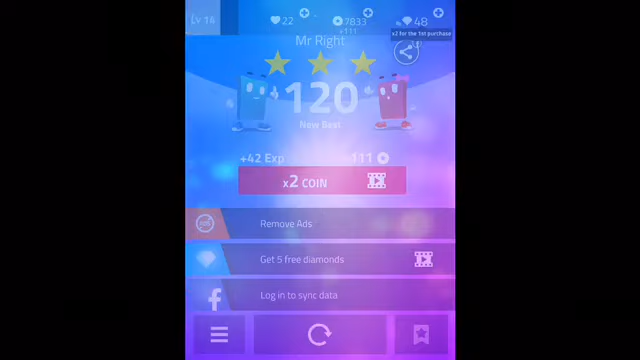 Lv 16
22
7833
48
+111
x2 for the 1st purchase
Mr Right
120
New Best
+42 Exp
111
x2 COIN
Remove Ads
Get 5 free diamonds
Log in to sync data